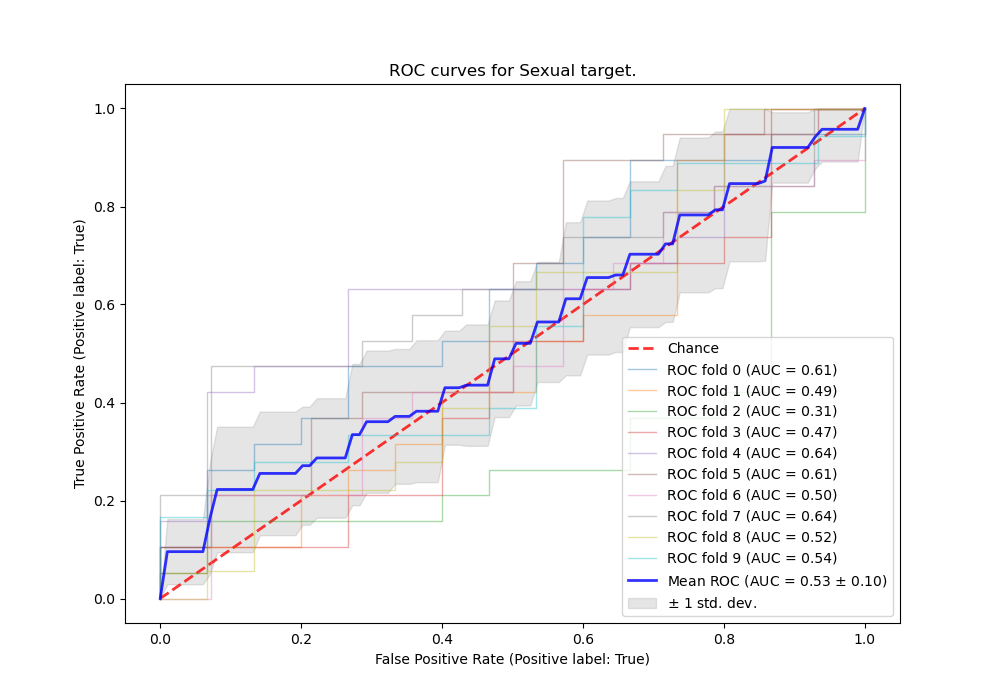 ROC curves for Sexual target.
True Positive Rate (Positive label: True)
1.0
0.8
0.6
0.4
0.2
0.0
0.0 0.2 0.4 0.6 0.8 1.0
False Positive Rate (Positive label: True)
Chance
ROC fold 0 (AUC = 0.61)
ROC fold 1 (AUC = 0.49)
ROC fold 2 (AUC = 0.31)
ROC fold 3 (AUC = 0.47)
ROC fold 4 (AUC = 0.64)
ROC fold 5 (AUC = 0.61)
ROC fold 6 (AUC = 0.50)
ROC fold 7 (AUC = 0.64)
ROC fold 8 (AUC = 0.52)
ROC fold 9 (AUC = 0.54)
Mean ROC (AUC = 0.53 ± 0.10)
± 1 std. dev.